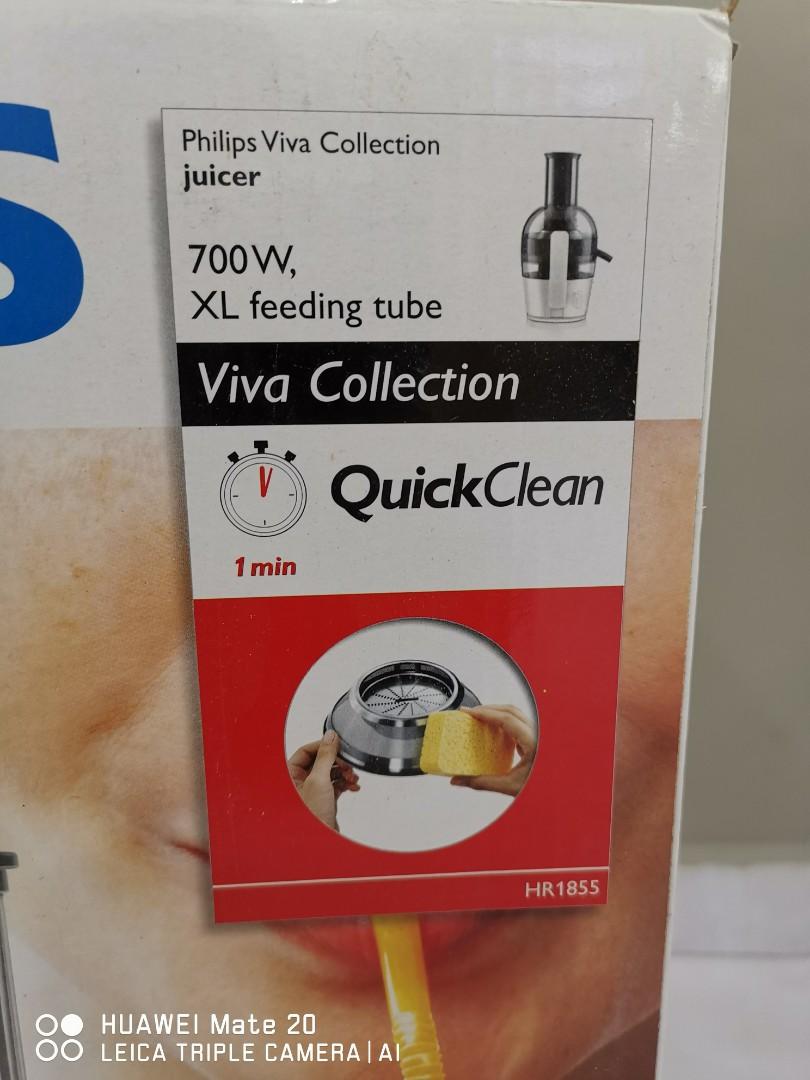 S
Philips Viva Collection
juicer
700W,
XL feeding tube
Viva Collection
QuickClean
1 min
HR1855
HUAWEI Mate 20
LEICA TRIPLE CAMERA | AI